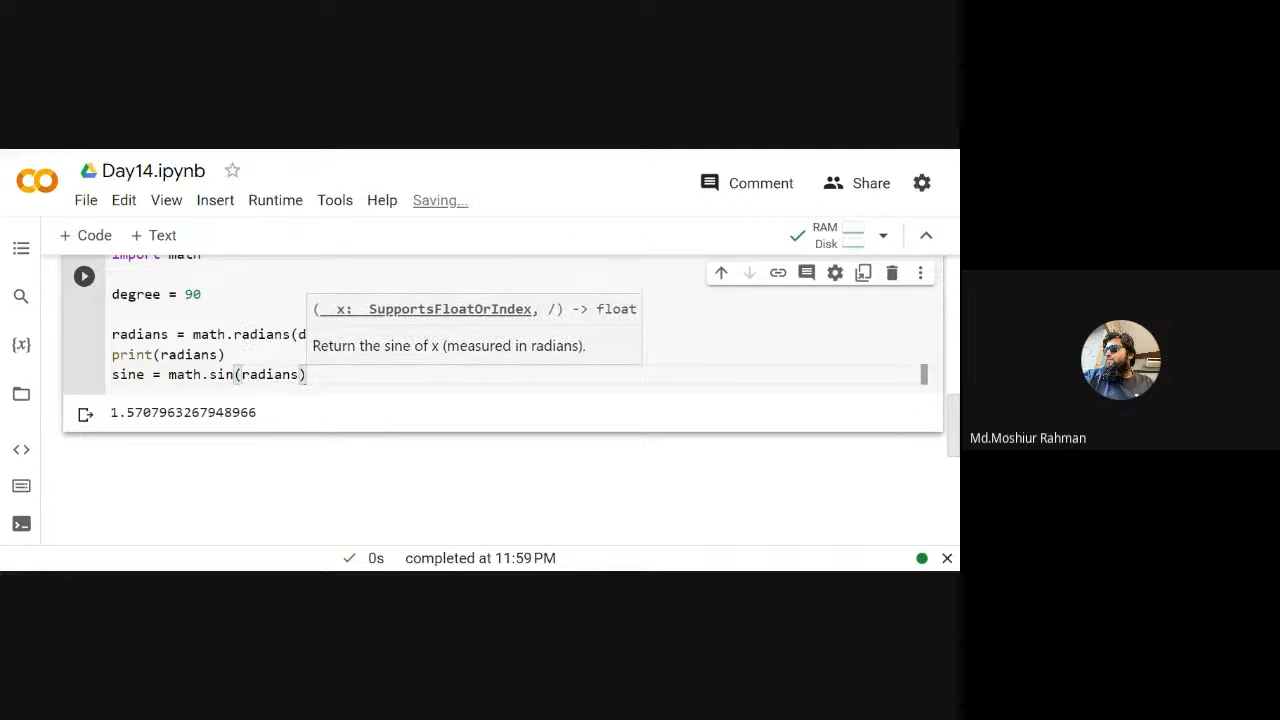 Day14.ipynb
Comment
Share
File Edit View Insert Runtime Tools Help Saving...
+ Code + Text
RAM
Disk
import math
degree = 90
(__x: SupportsFloatOrIndex, /) -> float
radians = math.radians(d
Return the sine of x (measured in radians).
print(radians)
sine = math.sin(radians)
1.5707963267948966
{x}
Md.Moshiur Rahman
0s completed at 11:59 PM